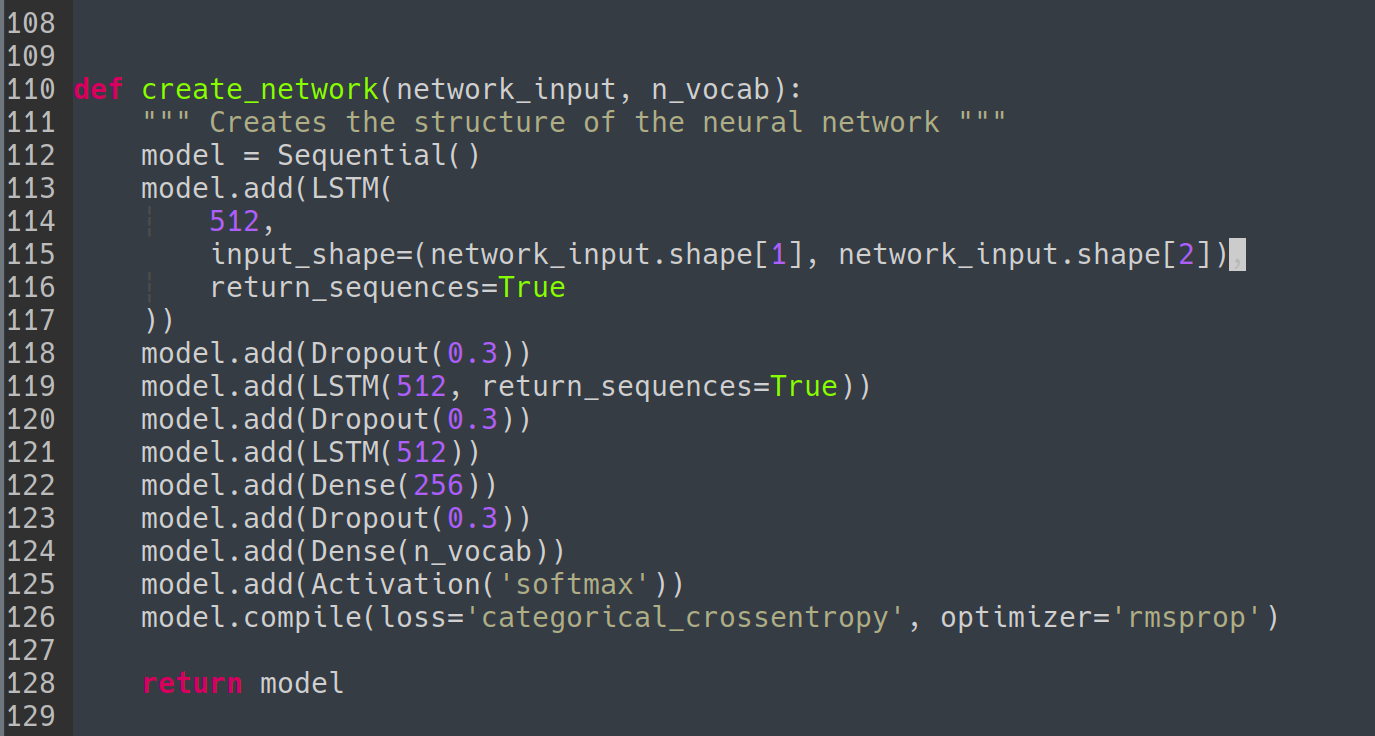 108
109
110 def create_network(network_input, n_vocab):
111     """ Creates the structure of the neural network """
112     model = Sequential()
113     model.add(LSTM(
114         512,
115         input_shape=(network_input.shape[1], network_input.shape[2]),
116         return_sequences=True
117     ))
118     model.add(Dropout(0.3))
119     model.add(LSTM(512, return_sequences=True))
120     model.add(Dropout(0.3))
121     model.add(LSTM(512))
122     model.add(Dense(256))
123     model.add(Dropout(0.3))
124     model.add(Dense(n_vocab))
125     model.add(Activation('softmax'))
126     model.compile(loss='categorical_crossentropy', optimizer='rmsprop')
127
128     return model
129